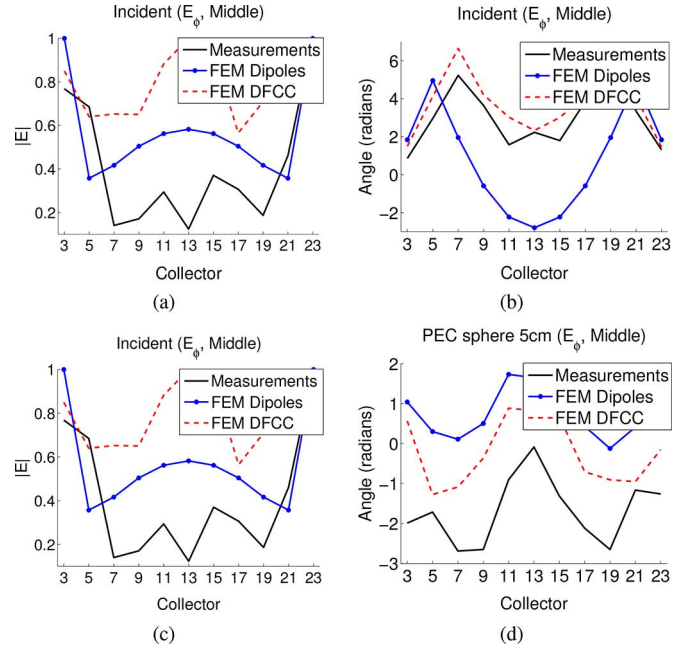 Incident (E_ϕ, Middle)
|E|
1
0.8
0.6
0.4
0.2
Measurements
FEM Dipoles
FEM DFCC
3 5 7 9 11 13 15 17 19 21 23
Collector
(a)
Incident (E_ϕ, Middle)
Angle (radians)
6
4
2
0
−2
Measurements
FEM Dipoles
FEM DFCC
3 5 7 9 11 13 15 17 19 21 23
Collector
(b)
Incident (E_ϕ, Middle)
|E|
1
0.8
0.6
0.4
0.2
Measurements
FEM Dipoles
FEM DFCC
3 5 7 9 11 13 15 17 19 21 23
Collector
(c)
PEC sphere 5cm (E_ϕ, Middle)
Angle (radians)
2
1
0
−1
−2
−3
Measurements
FEM Dipoles
FEM DFCC
3 5 7 9 11 13 15 17 19 21 23
Collector
(d)